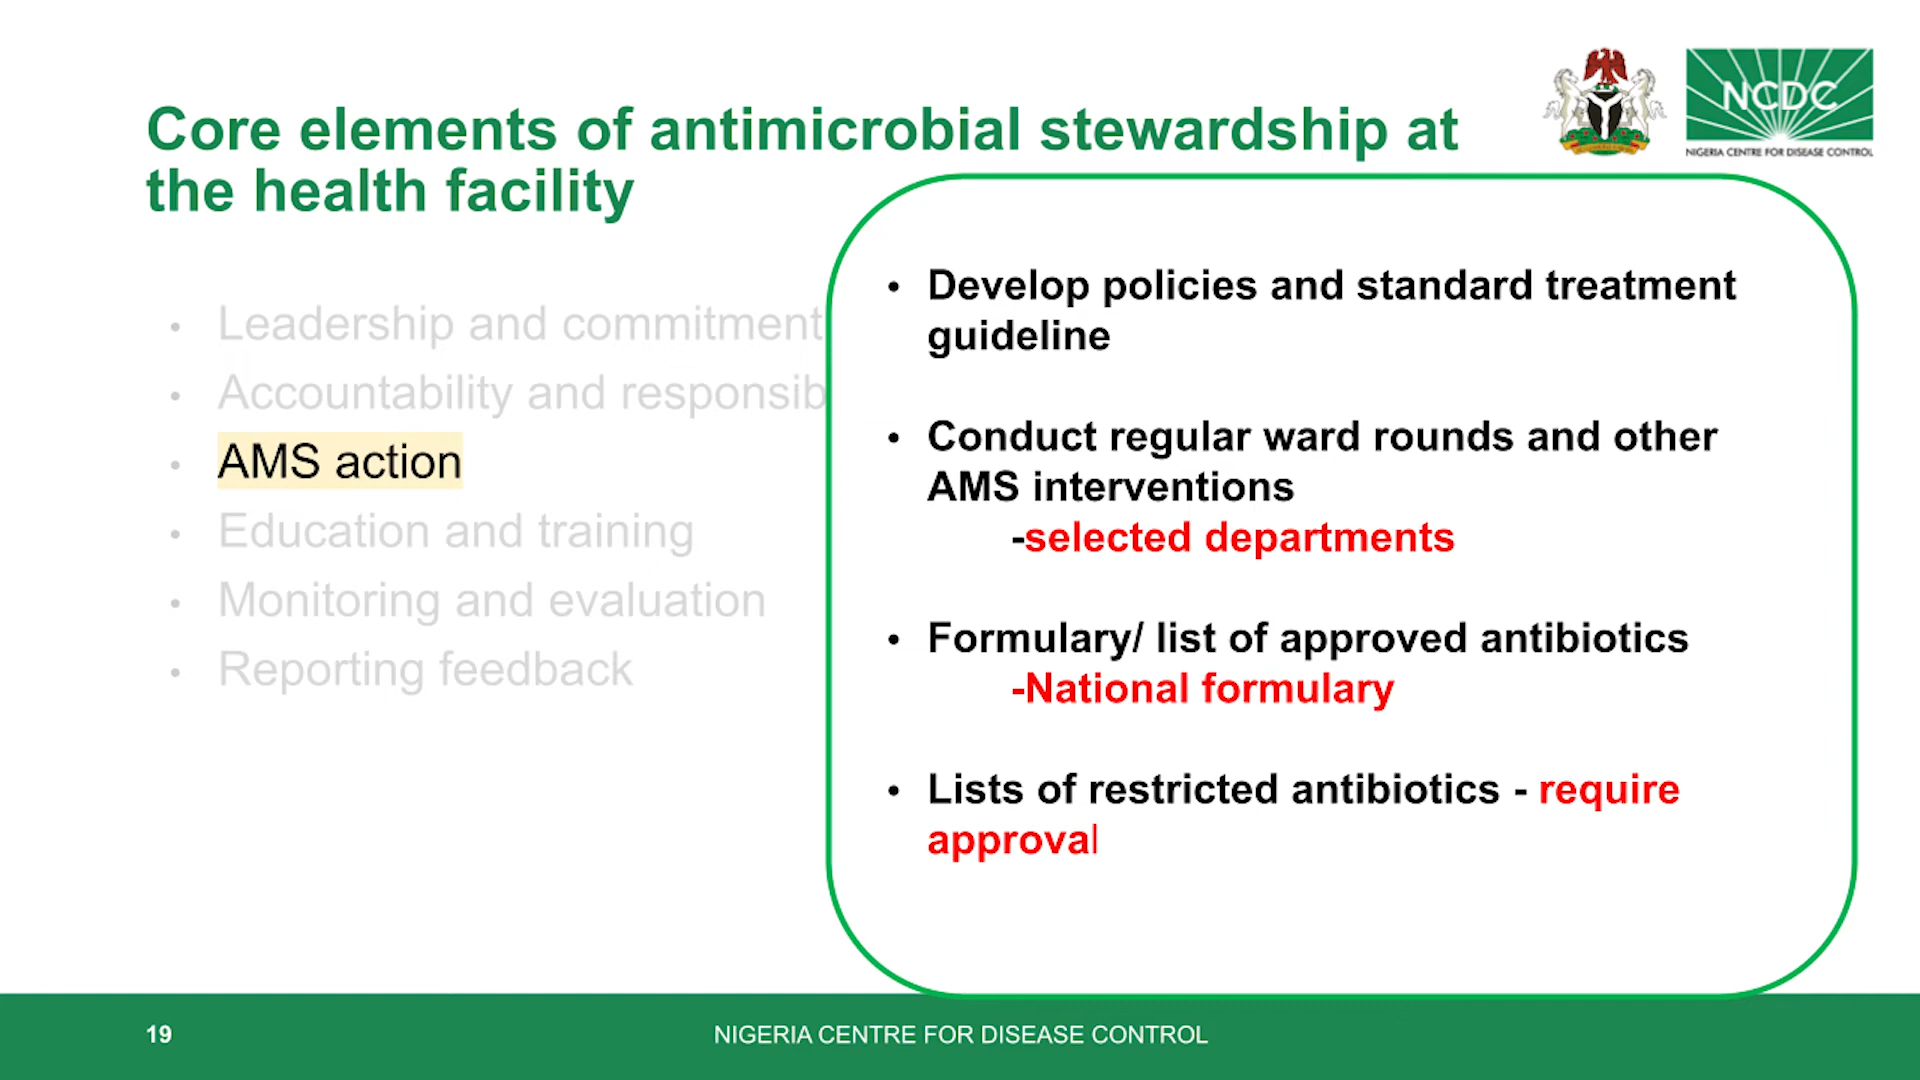 Core elements of antimicrobial stewardship at
the health facility
NCDC
NIGERIA CENTRE FOR DISEASE CONTROL
• Leadership and commitment
• Accountability and responsib
• AMS action
• Education and training
• Monitoring and evaluation
• Reporting feedback
• Develop policies and standard treatment
guideline
• Conduct regular ward rounds and other
AMS interventions
-selected departments
• Formulary/ list of approved antibiotics
-National formulary
• Lists of restricted antibiotics - require
approval
19
NIGERIA CENTRE FOR DISEASE CONTROL